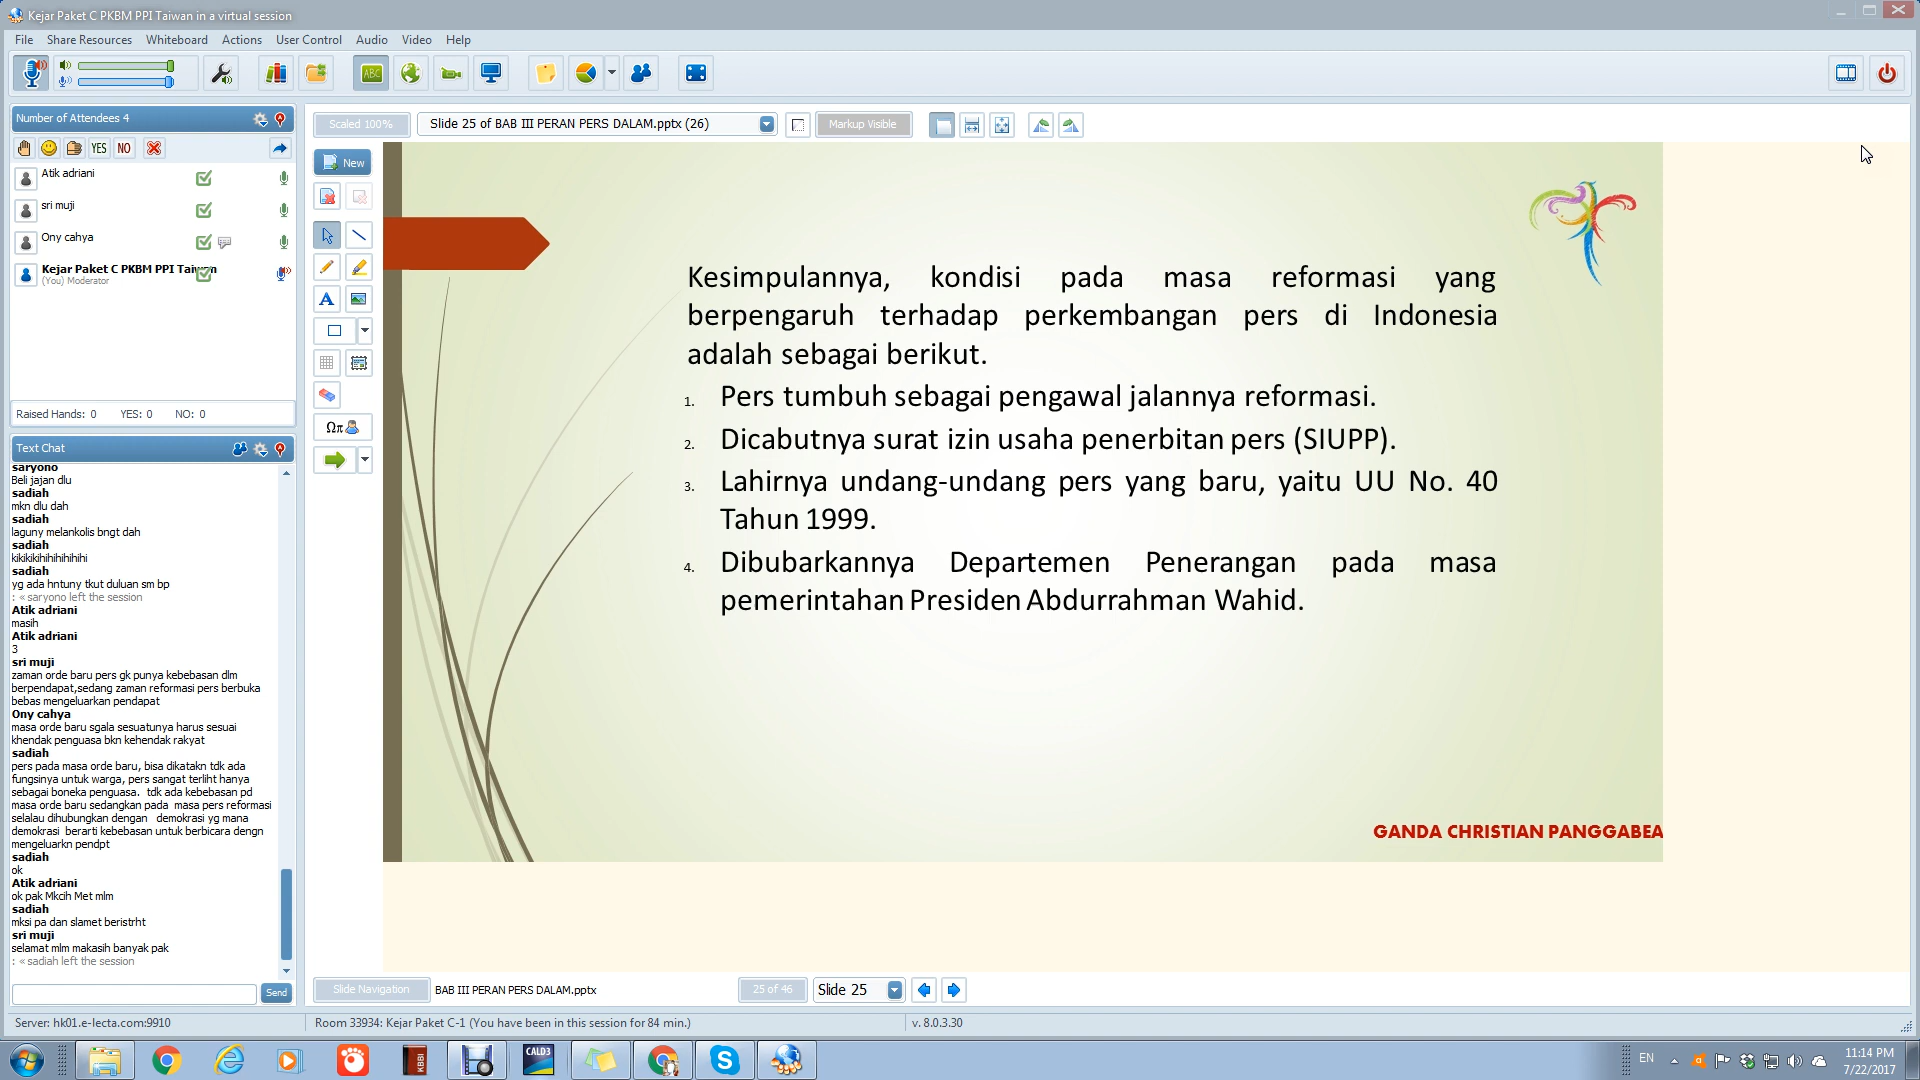 Kejar Paket C PKBM PPI Taiwan in a virtual session
File Share Resources Whiteboard Actions User Control Audio Video Help
ABC
Number of Attendees 4
YES NO
Atik adriani
sri muji
Ony cahya
Kejar Paket C PKBM PPI Taiwan
(You) Moderator
Raised Hands: 0 YES: 0 NO: 0
Text Chat
saryono
Beli jajan dlu
sadiah
mkn dlu dah
sadiah
laguny melankolis bngt dah
sadiah
kikikikihihihihihihi
sadiah
yg ada hntuny tkut duluan sm bp
: « saryono left the session
Atik adriani
masih
Atik adriani
3
sri muji
zaman orde baru pers gk punya kebebasan dlm
berpendapat,sedang zaman reformasi pers berbuka
bebas mengeluarkan pendapat
Ony cahya
masa orde baru sgala sesuatunya harus sesuai
khendak penguasa bkn kehendak rakyat
sadiah
pers pada masa orde baru, bisa dikatakn tdk ada
fungsinya untuk warga, pers sangat terliht hanya
sebagai boneka penguasa. tdk ada kebebasan pd
masa orde baru sedangkan pada masa pers reformasi
selalau dihubungkan dengan demokrasi yg mana
demokrasi berarti kebebasan untuk berbicara dengn
mengeluarkn pendpt
sadiah
ok
Atik adriani
ok pak Mkcih Met mlm
sadiah
mksi pa dan slamet beristrht
sri muji
selamat mlm makasih banyak pak
: « sadiah left the session
Send
Scaled 100% Slide 25 of BAB III PERAN PERS DALAM.pptx (26) Markup Visible
New
A
Ωπ
Kesimpulannya, kondisi pada masa reformasi yang
berpengaruh terhadap perkembangan pers di Indonesia
adalah sebagai berikut.
1. Pers tumbuh sebagai pengawal jalannya reformasi.
2. Dicabutnya surat izin usaha penerbitan pers (SIUPP).
3. Lahirnya undang-undang pers yang baru, yaitu UU No. 40
Tahun 1999.
4. Dibubarkannya Departemen Penerangan pada masa
pemerintahan Presiden Abdurrahman Wahid.
GANDA CHRISTIAN PANGGABEA
Slide Navigation BAB III PERAN PERS DALAM.pptx 25 of 46 Slide 25
Server: hk01.e-lecta.com:9910 Room 33934: Kejar Paket C-1 (You have been in this session for 84 min.) v. 8.0.3.30
KBBI CALD3 EN 11:14 PM
7/22/2017